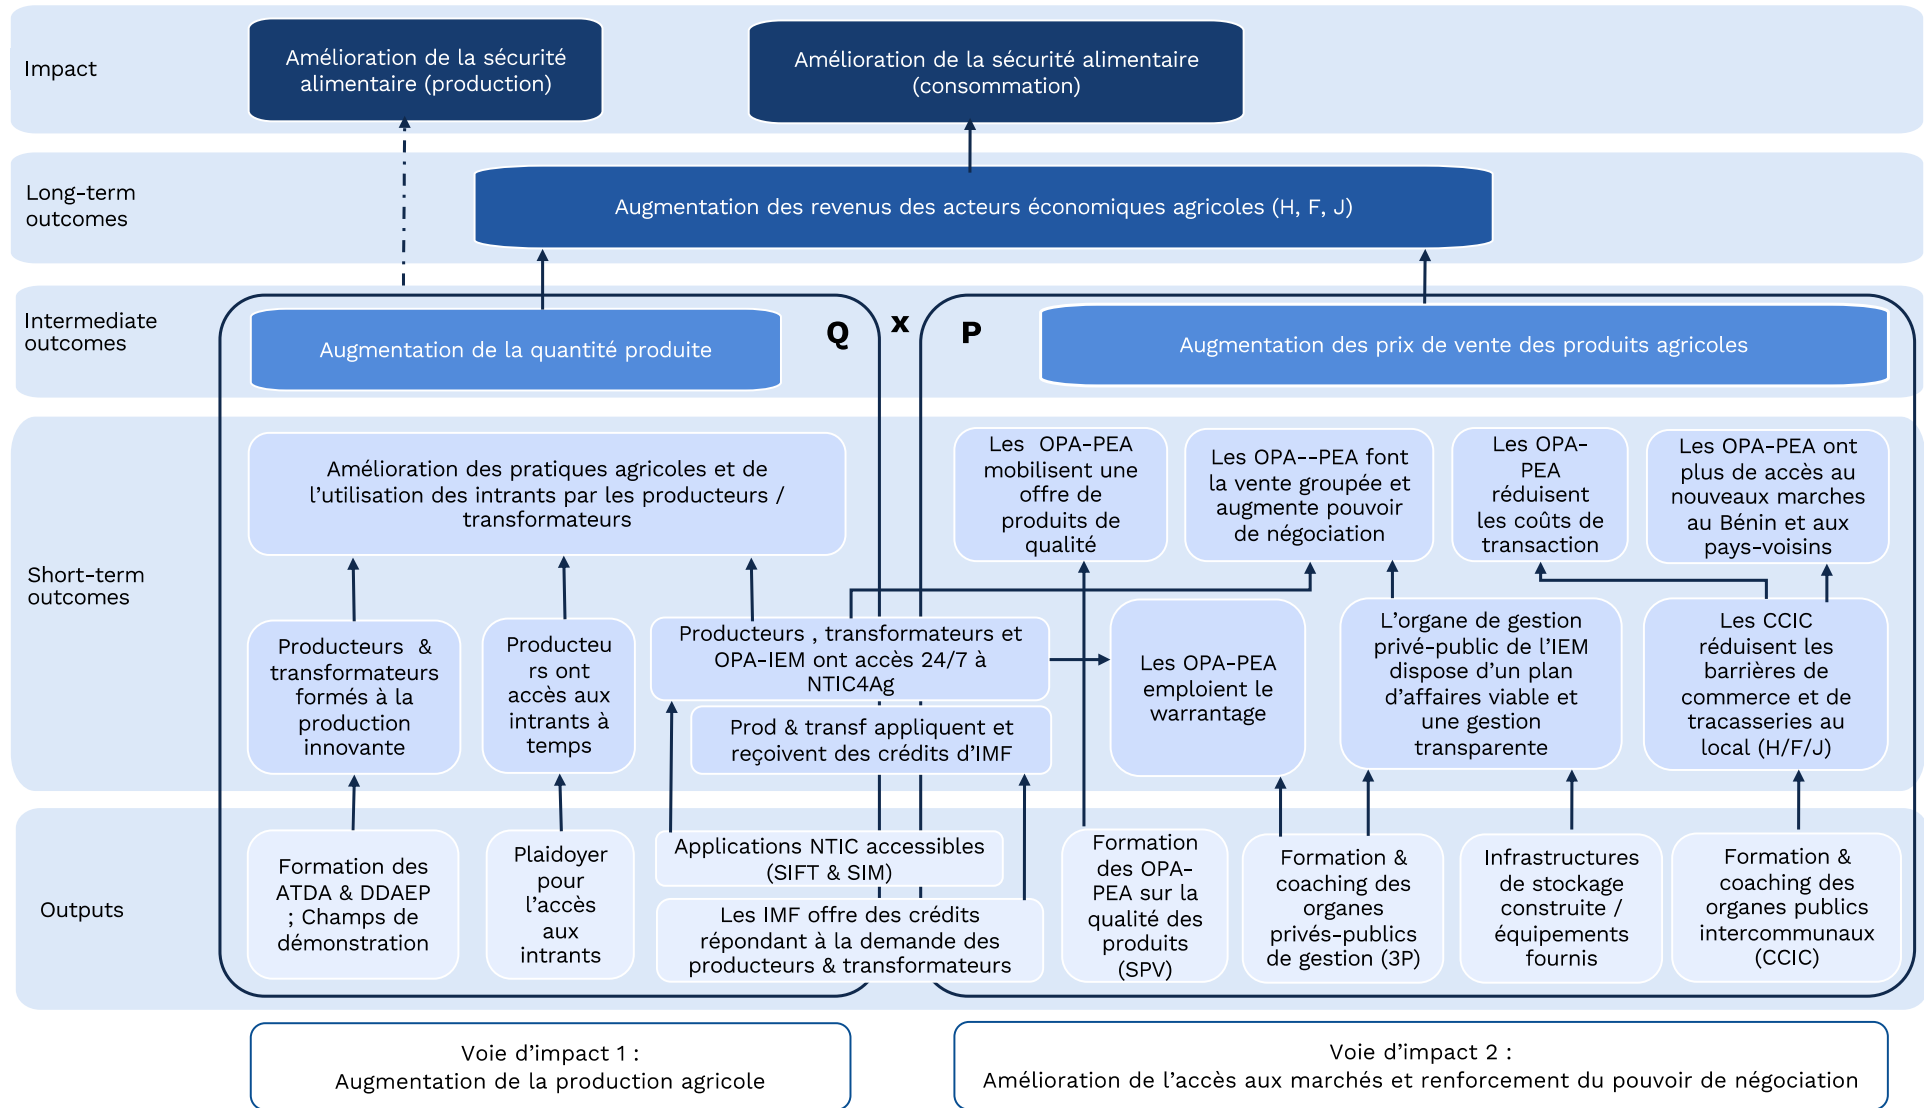 Impact
Amélioration de la sécurité
alimentaire (production)
Amélioration de la sécurité alimentaire
(consommation)
Long-term
outcomes
Augmentation des revenus des acteurs économiques agricoles (H, F, J)
Intermediate
outcomes
Augmentation de la quantité produite
Q
x
P
Augmentation des prix de vente des produits agricoles
Short-term
outcomes
Amélioration des pratiques agricoles et de
l'utilisation des intrants par les producteurs /
transformateurs
Les OPA-PEA
mobilisent une
offre de
produits de
qualité
Les OPA--PEA font
la vente groupée et
augmente pouvoir
de négociation
Les OPA-
PEA
réduisent
les coûts de
transaction
Les OPA-PEA ont
plus de accès au
nouveaux marches
au Bénin et aux
pays-voisins
Producteurs &
transformateurs
formés à la
production
innovante
Producteu
rs ont
accès aux
intrants à
temps
Producteurs , transformateurs et
OPA-IEM ont accès 24/7 à
NTIC4Ag
Prod & transf appliquent et
reçoivent des crédits d'IMF
Les OPA-PEA
emploient le
warrantage
L'organe de gestion
privé-public de l'IEM
dispose d'un plan
d'affaires viable et
une gestion
transparente
Les CCIC
réduisent les
barrières de
commerce et de
tracasseries au
local (H/F/J)
Outputs
Formation des
ATDA & DDAEP
; Champs de
démonstration
Plaidoyer
pour
l'accès
aux
intrants
Applications NTIC accessibles
(SIFT & SIM)
Les IMF offre des crédits
répondant à la demande des
producteurs & transformateurs
Formation
des OPA-
PEA sur la
qualité des
produits
(SPV)
Formation &
coaching des
organes
privés-publics
de gestion (3P)
Infrastructures
de stockage
construite /
équipements
fournis
Formation &
coaching des
organes publics
intercommunaux
(CCIC)
Voie d'impact 1 :
Augmentation de la production agricole
Voie d'impact 2 :
Amélioration de l'accès aux marchés et renforcement du pouvoir de négociation